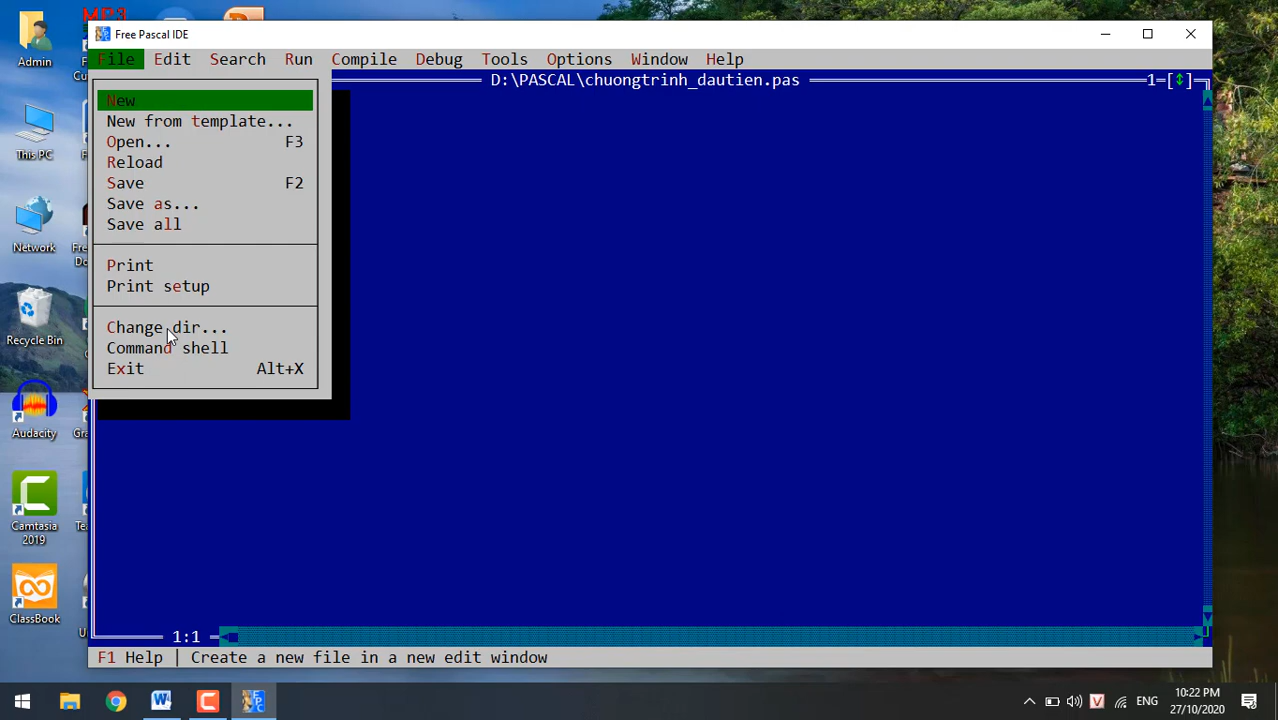 MP3
Admin
This PC
Network
Recycle Bin
Audacity
Camtasia
2019
ClassBook
Free Pascal IDE
File Edit Search Run Compile Debug Tools Options Window Help
D:\PASCAL\chuongtrinh_dautien.pas 1=[↕]
New
New from template...
Open... F3
Reload
Save F2
Save as...
Save all
Print
Print setup
Change dir...
Command shell
Exit Alt+X
1:1
F1 Help | Create a new file in a new edit window
ENG
10:22 PM
27/10/2020